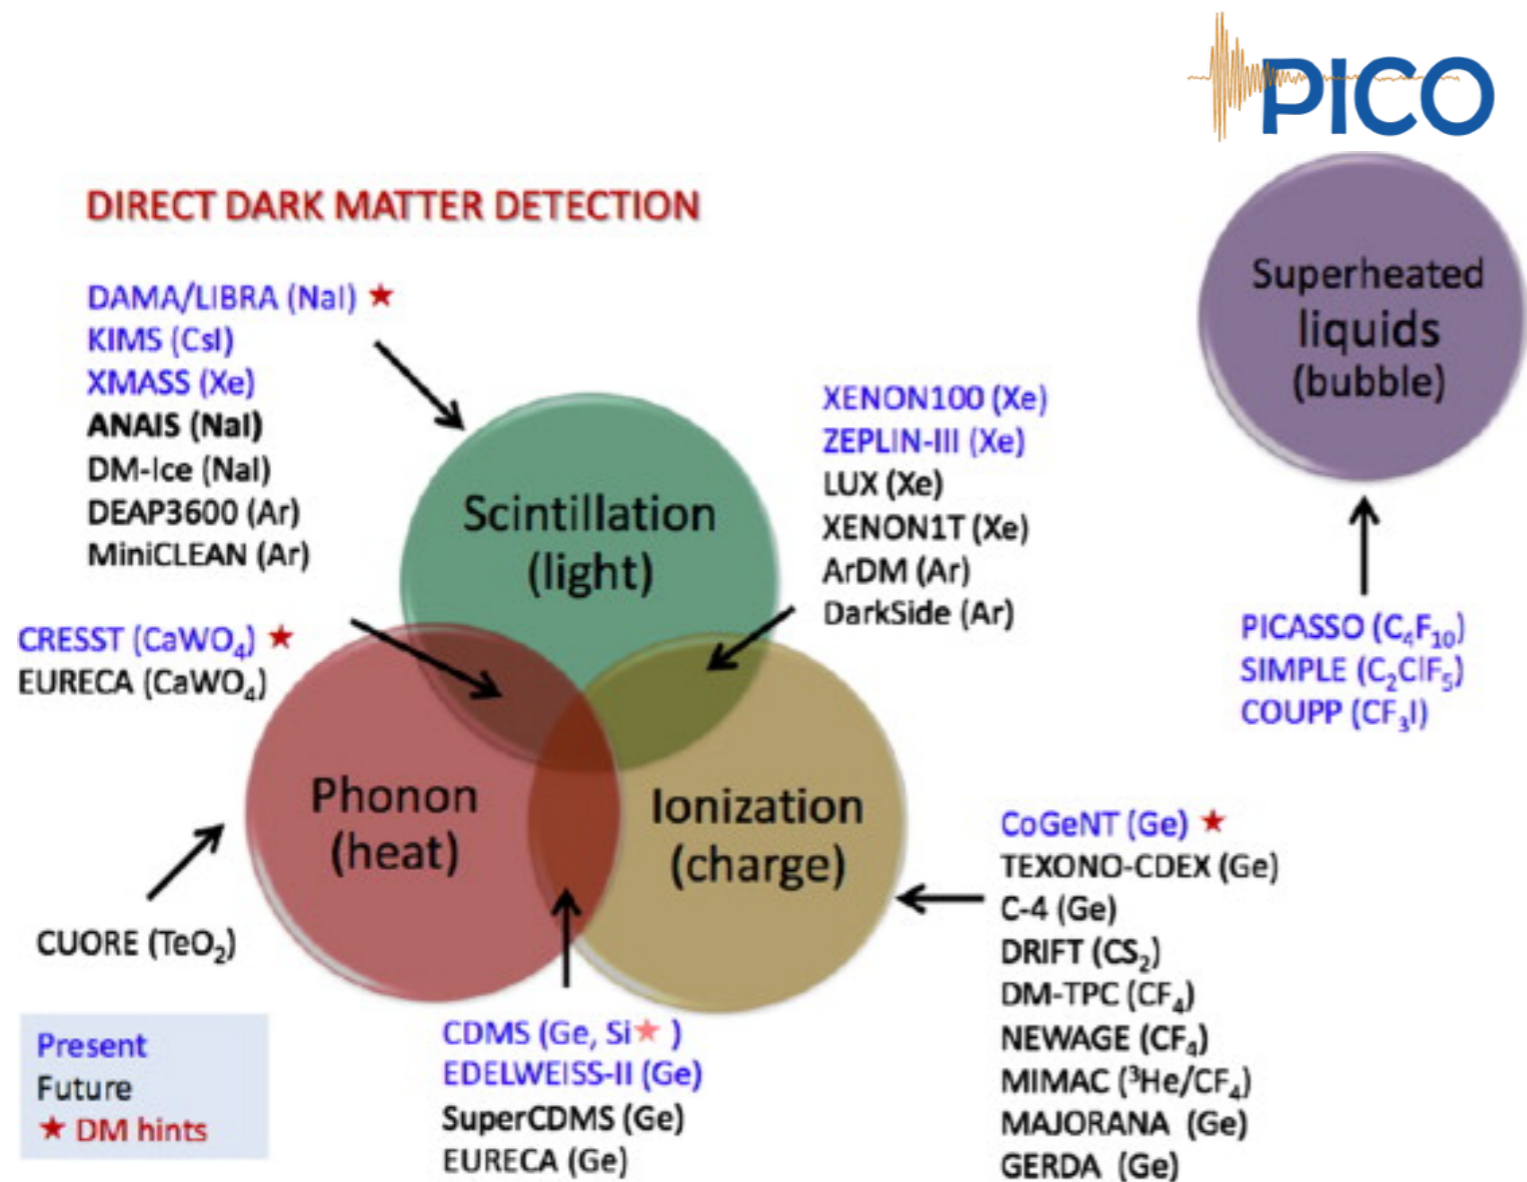 PICO
DIRECT DARK MATTER DETECTION
DAMA/LIBRA (NaI) ★
KIMS (CsI)
XMASS (Xe)
ANAIS (NaI)
DM-Ice (NaI)
DEAP3600 (Ar)
MiniCLEAN (Ar)
Superheated
liquids
(bubble)
XENON100 (Xe)
ZEPLIN-III (Xe)
LUX (Xe)
XENON1T (Xe)
ArDM (Ar)
DarkSide (Ar)
Scintillation
(light)
CRESST (CaWO₄) ★
EURECA (CaWO₄)
PICASSO (C₄F₁₀)
SIMPLE (C₂ClF₅)
COUPP (CF₃I)
Phonon
(heat)
Ionization
(charge)
CUORE (TeO₂)
CoGeNT (Ge) ★
TEXONO-CDEX (Ge)
C-4 (Ge)
DRIFT (CS₂)
DM-TPC (CF₄)
NEWAGE (CF₄)
MIMAC (³He/CF₄)
MAJORANA (Ge)
GERDA (Ge)
CDMS (Ge, Si★ )
EDELWEISS-II (Ge)
SuperCDMS (Ge)
EURECA (Ge)
Present
Future
★ DM hints